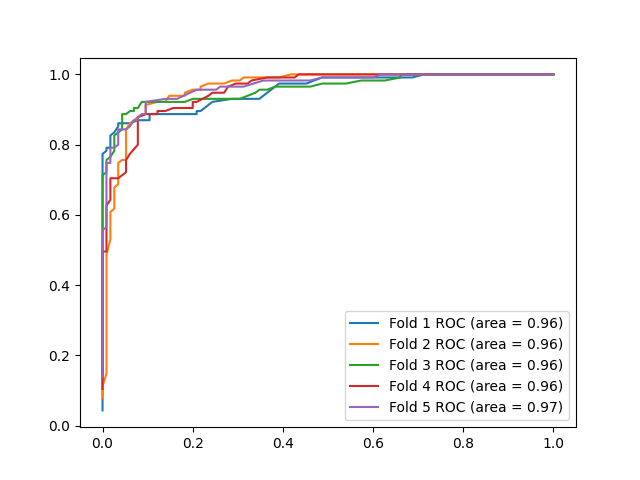 1.0
0.8
0.6
0.4
0.2
0.0
0.0 0.2 0.4 0.6 0.8 1.0
Fold 1 ROC (area = 0.96)
Fold 2 ROC (area = 0.96)
Fold 3 ROC (area = 0.96)
Fold 4 ROC (area = 0.96)
Fold 5 ROC (area = 0.97)